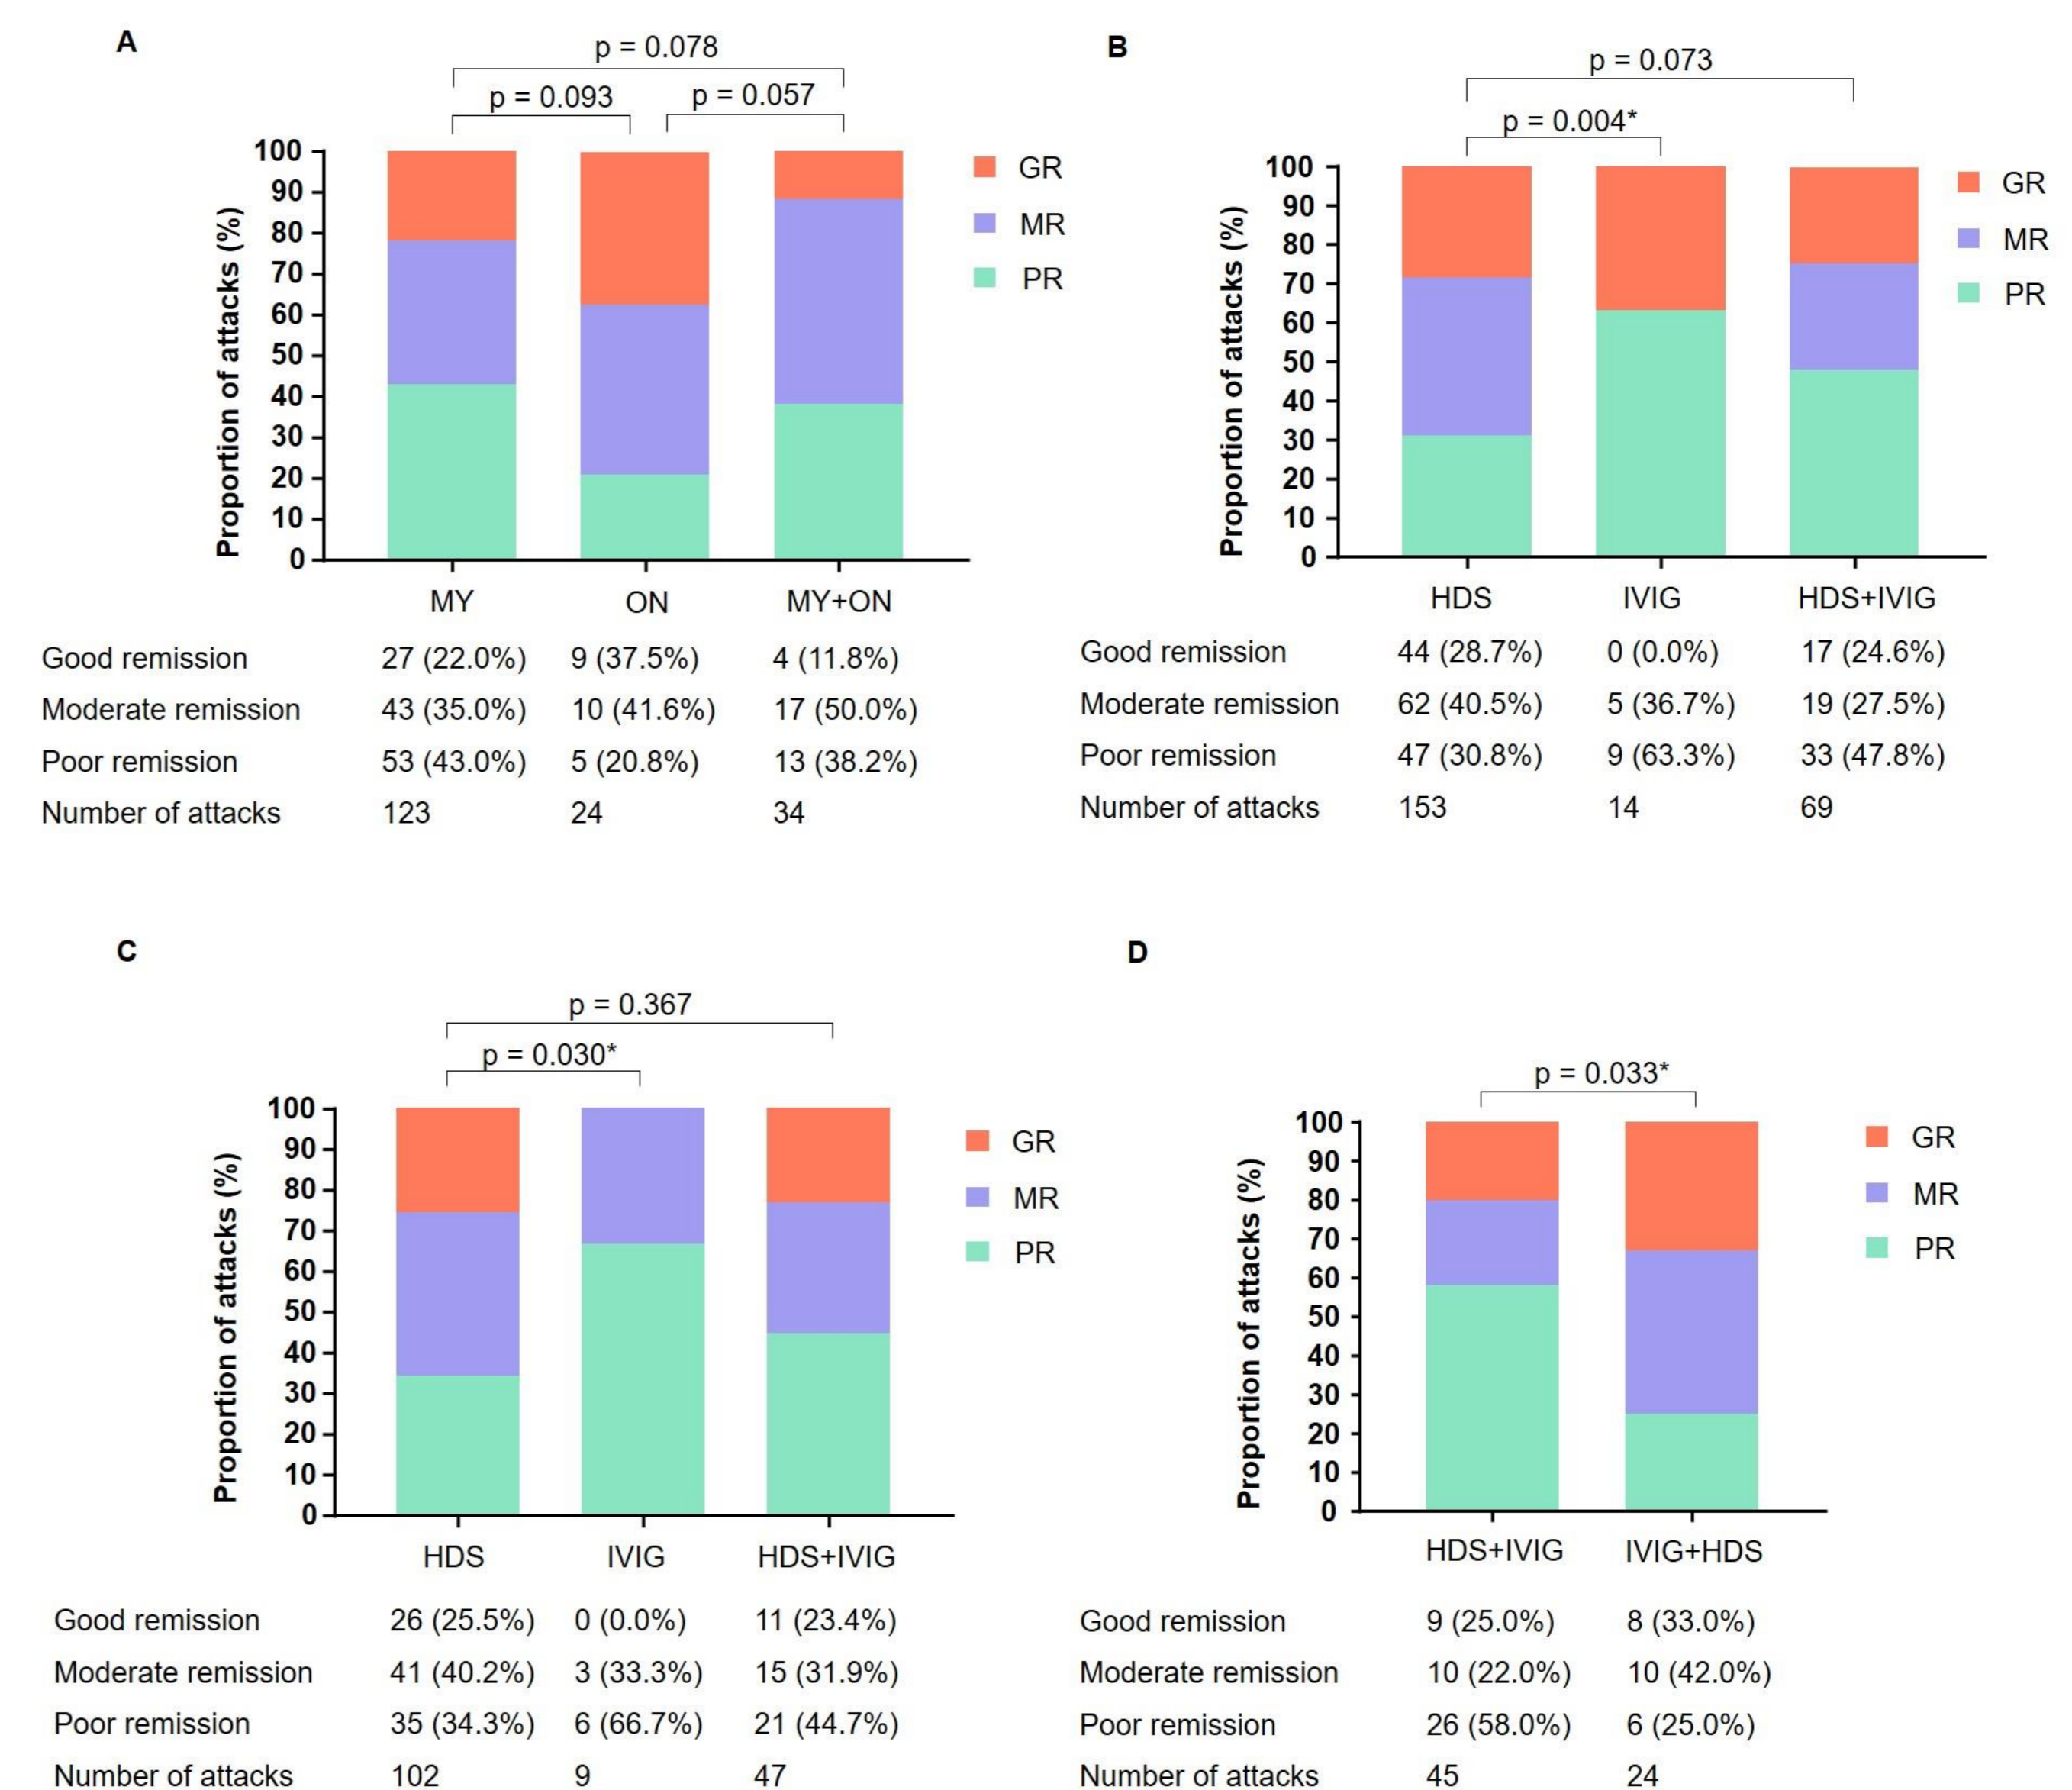 A
p = 0.078
p = 0.093 p = 0.057
Proportion of attacks (%)
100
90
80
70
60
50
40
30
20
10
0
GR
MR
PR
MY ON MY+ON
Good remission 27 (22.0%) 9 (37.5%) 4 (11.8%)
Moderate remission 43 (35.0%) 10 (41.6%) 17 (50.0%)
Poor remission 53 (43.0%) 5 (20.8%) 13 (38.2%)
Number of attacks 123 24 34
B
p = 0.073
p = 0.004*
Proportion of attacks (%)
100
90
80
70
60
50
40
30
20
10
0
GR
MR
PR
HDS IVIG HDS+IVIG
Good remission 44 (28.7%) 0 (0.0%) 17 (24.6%)
Moderate remission 62 (40.5%) 5 (36.7%) 19 (27.5%)
Poor remission 47 (30.8%) 9 (63.3%) 33 (47.8%)
Number of attacks 153 14 69
C
p = 0.367
p = 0.030*
Proportion of attacks (%)
100
90
80
70
60
50
40
30
20
10
0
GR
MR
PR
HDS IVIG HDS+IVIG
Good remission 26 (25.5%) 0 (0.0%) 11 (23.4%)
Moderate remission 41 (40.2%) 3 (33.3%) 15 (31.9%)
Poor remission 35 (34.3%) 6 (66.7%) 21 (44.7%)
Number of attacks 102 9 47
D
p = 0.033*
Proportion of attacks (%)
100
90
80
70
60
50
40
30
20
10
0
GR
MR
PR
HDS+IVIG IVIG+HDS
Good remission 9 (25.0%) 8 (33.0%)
Moderate remission 10 (22.0%) 10 (42.0%)
Poor remission 26 (58.0%) 6 (25.0%)
Number of attacks 45 24